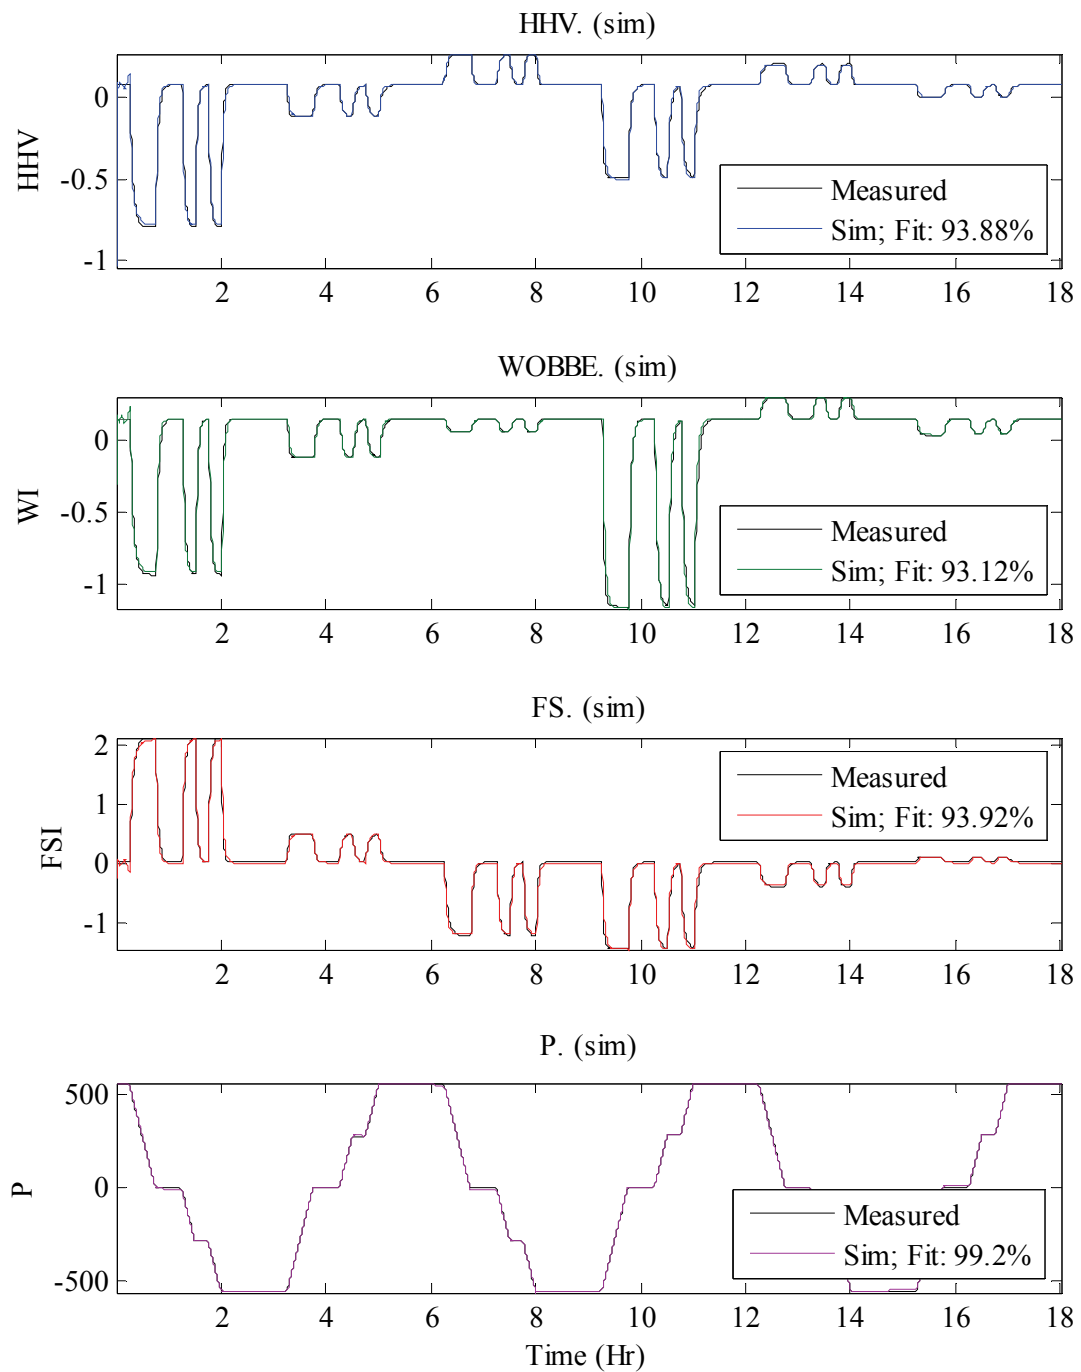 HHV. (sim)
0
-0.5
-1
HHV
Measured
Sim; Fit: 93.88%
2 4 6 8 10 12 14 16 18
WOBBE. (sim)
0
-0.5
-1
WI
Measured
Sim; Fit: 93.12%
2 4 6 8 10 12 14 16 18
FS. (sim)
2
1
0
-1
FSI
Measured
Sim; Fit: 93.92%
2 4 6 8 10 12 14 16 18
P. (sim)
500
0
-500
P
Measured
Sim; Fit: 99.2%
2 4 6 8 10 12 14 16 18
Time (Hr)